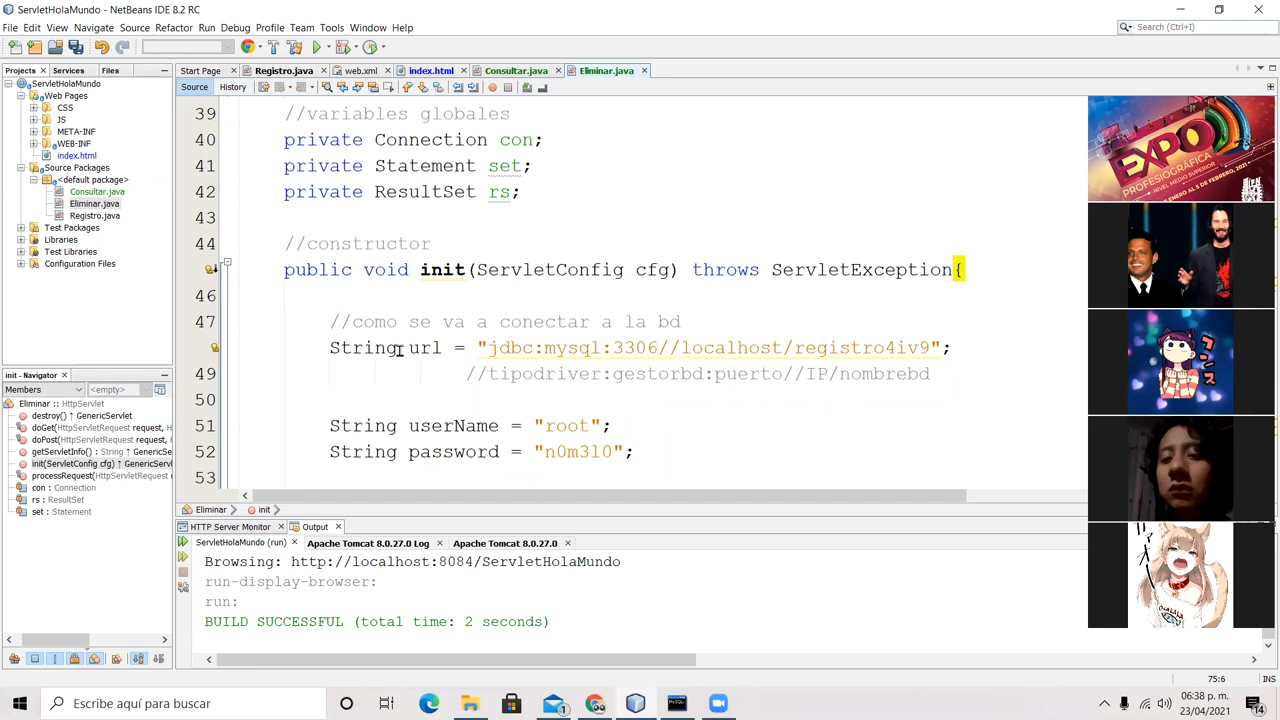 ServletHolaMundo - NetBeans IDE 8.2 RC
File Edit View Navigate Source Refactor Run Debug Profile Team Tools Window Help
Search (Ctrl+I)
Projects Services Files
Start Page Registro.java web.xml index.html Consultar.java Eliminar.java
Source History
ServletHolaMundo
Web Pages
CSS
JS
META-INF
WEB-INF
index.html
Source Packages
<default package>
Consultar.java
Eliminar.java
Registro.java
Test Packages
Libraries
Test Libraries
Configuration Files
39 //variables globales
40 private Connection con;
41 private Statement set;
42 private ResultSet rs;
43
44 //constructor
public void init(ServletConfig cfg) throws ServletException{
46
47 //como se va a conectar a la bd
String url = "jdbc:mysql:3306//localhost/registro4iv9";
49 //tipodriver:gestorbd:puerto//IP/nombrebd
50
51 String userName = "root";
52 String password = "n0m3l0";
53
init - Navigator
Members <empty>
Eliminar :: HttpServlet
destroy() ↑ GenericServlet
doGet(HttpServletRequest request,
doPost(HttpServletRequest request,
getServletInfo() : String ↑ Generic
init(ServletConfig cfg) ↑ GenericServ
processRequest(HttpServletRequest
con : Connection
rs : ResultSet
set : Statement
Eliminar init
HTTP Server Monitor Output
ServletHolaMundo (run) Apache Tomcat 8.0.27.0 Log Apache Tomcat 8.0.27.0
Browsing: http://localhost:8084/ServletHolaMundo
run-display-browser:
run:
BUILD SUCCESSFUL (total time: 2 seconds)
EXPO
PROFESIOGRÁFICA
NIVEL MEDIO SUPERIOR
75:6 INS
Escribe aquí para buscar
06:38 p. m.
23/04/2021
14